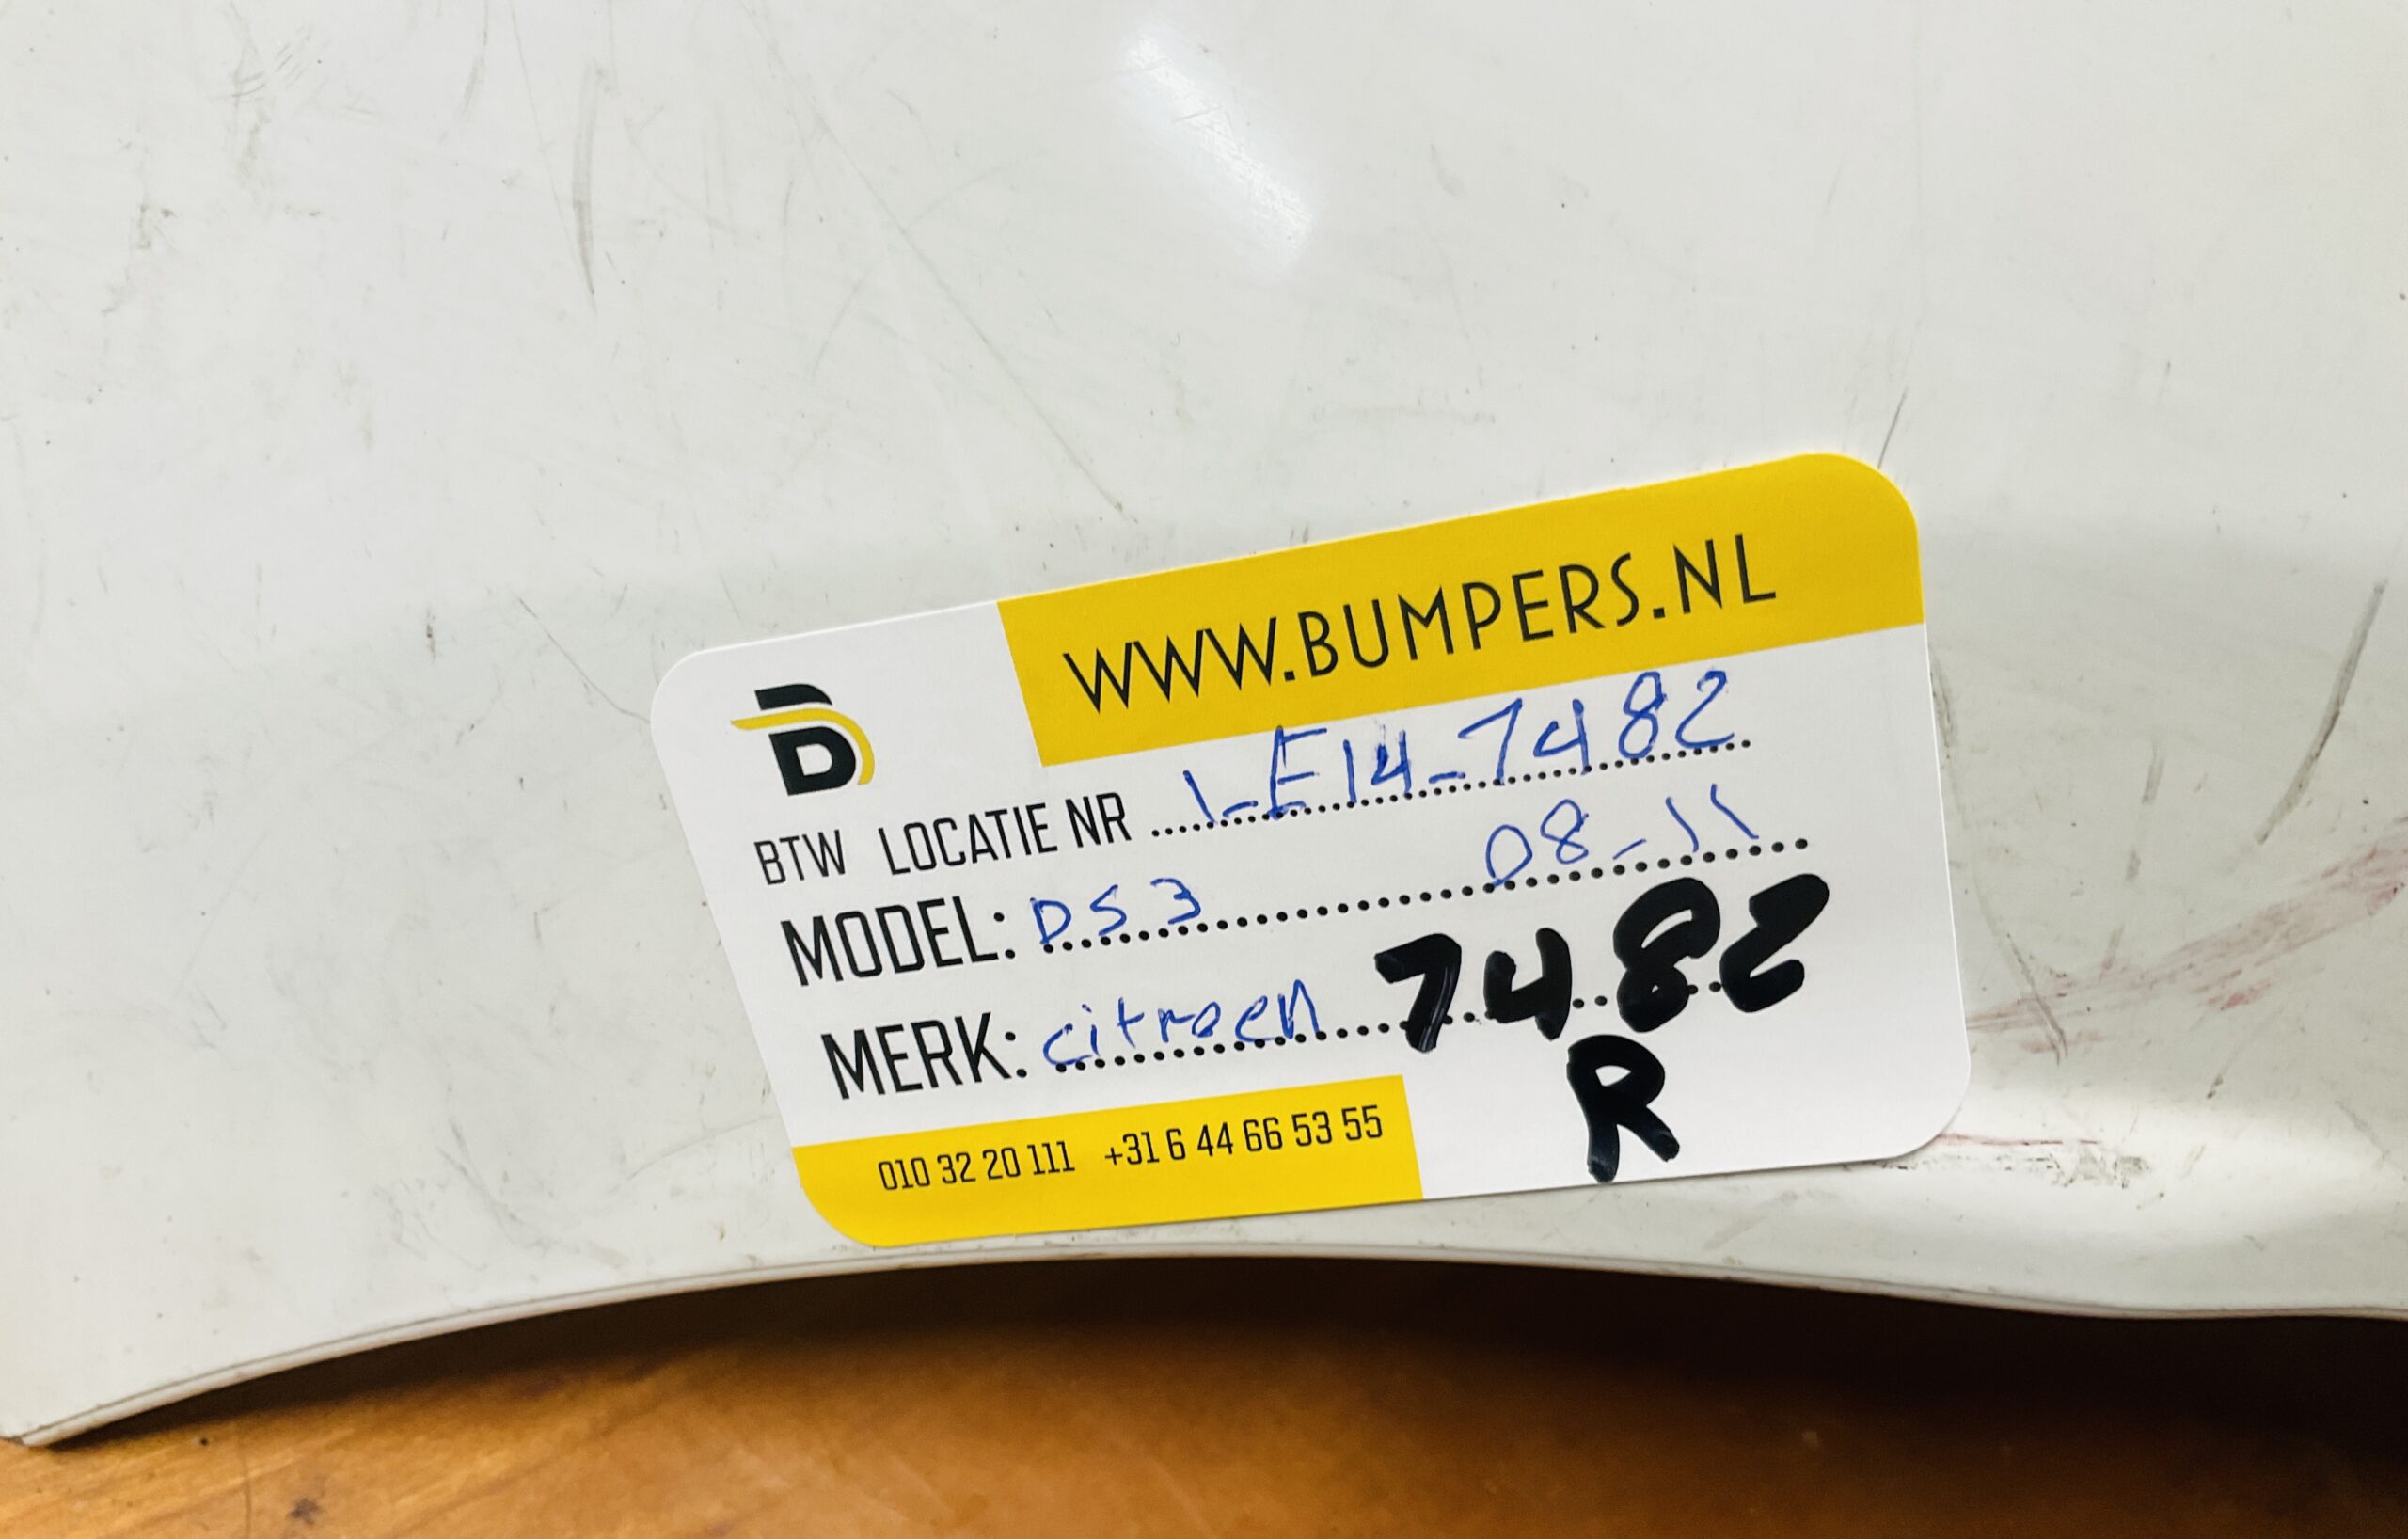 WWW.BUMPERS.NL
BTW LOCATIE NR 1-E14-7482
MODEL: DS3 08-11
MERK: citroen 7482
R
010 32 20 111 +31 6 44 66 53 55